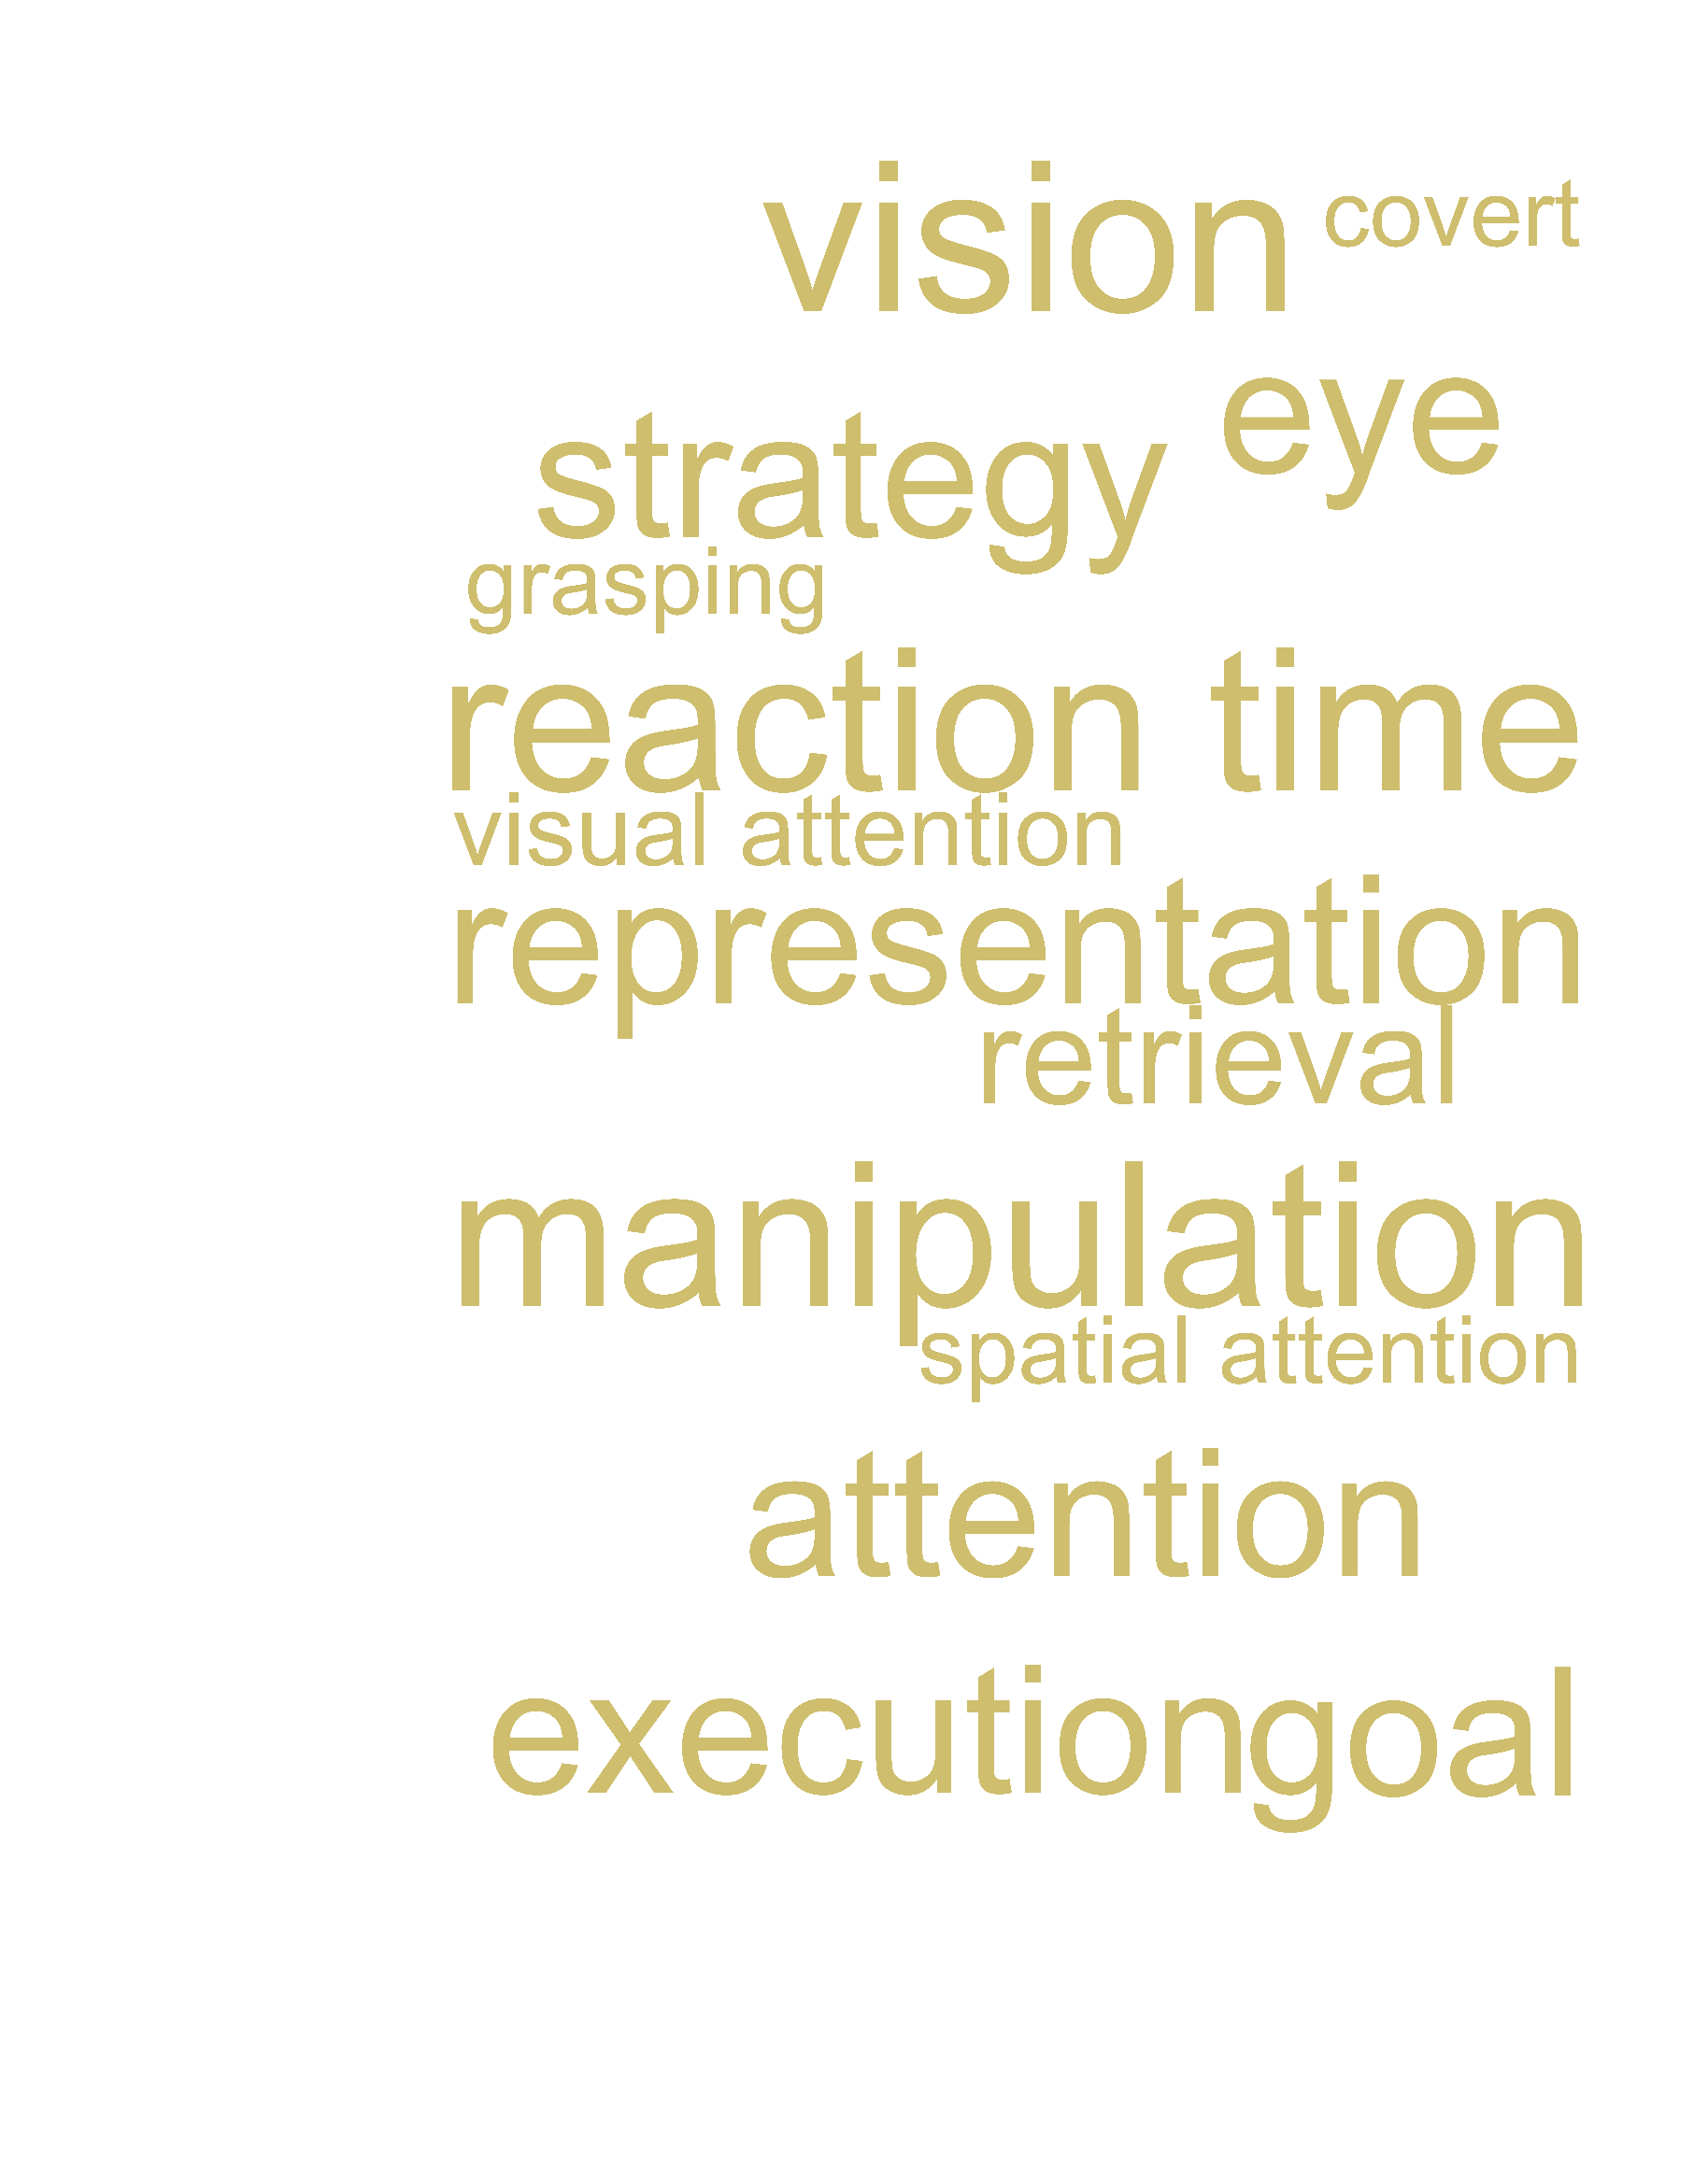 vision covert
strategy eye
grasping
reaction time
visual attention
representation
retrieval
manipulation
spatial attention
attention
executiongoal